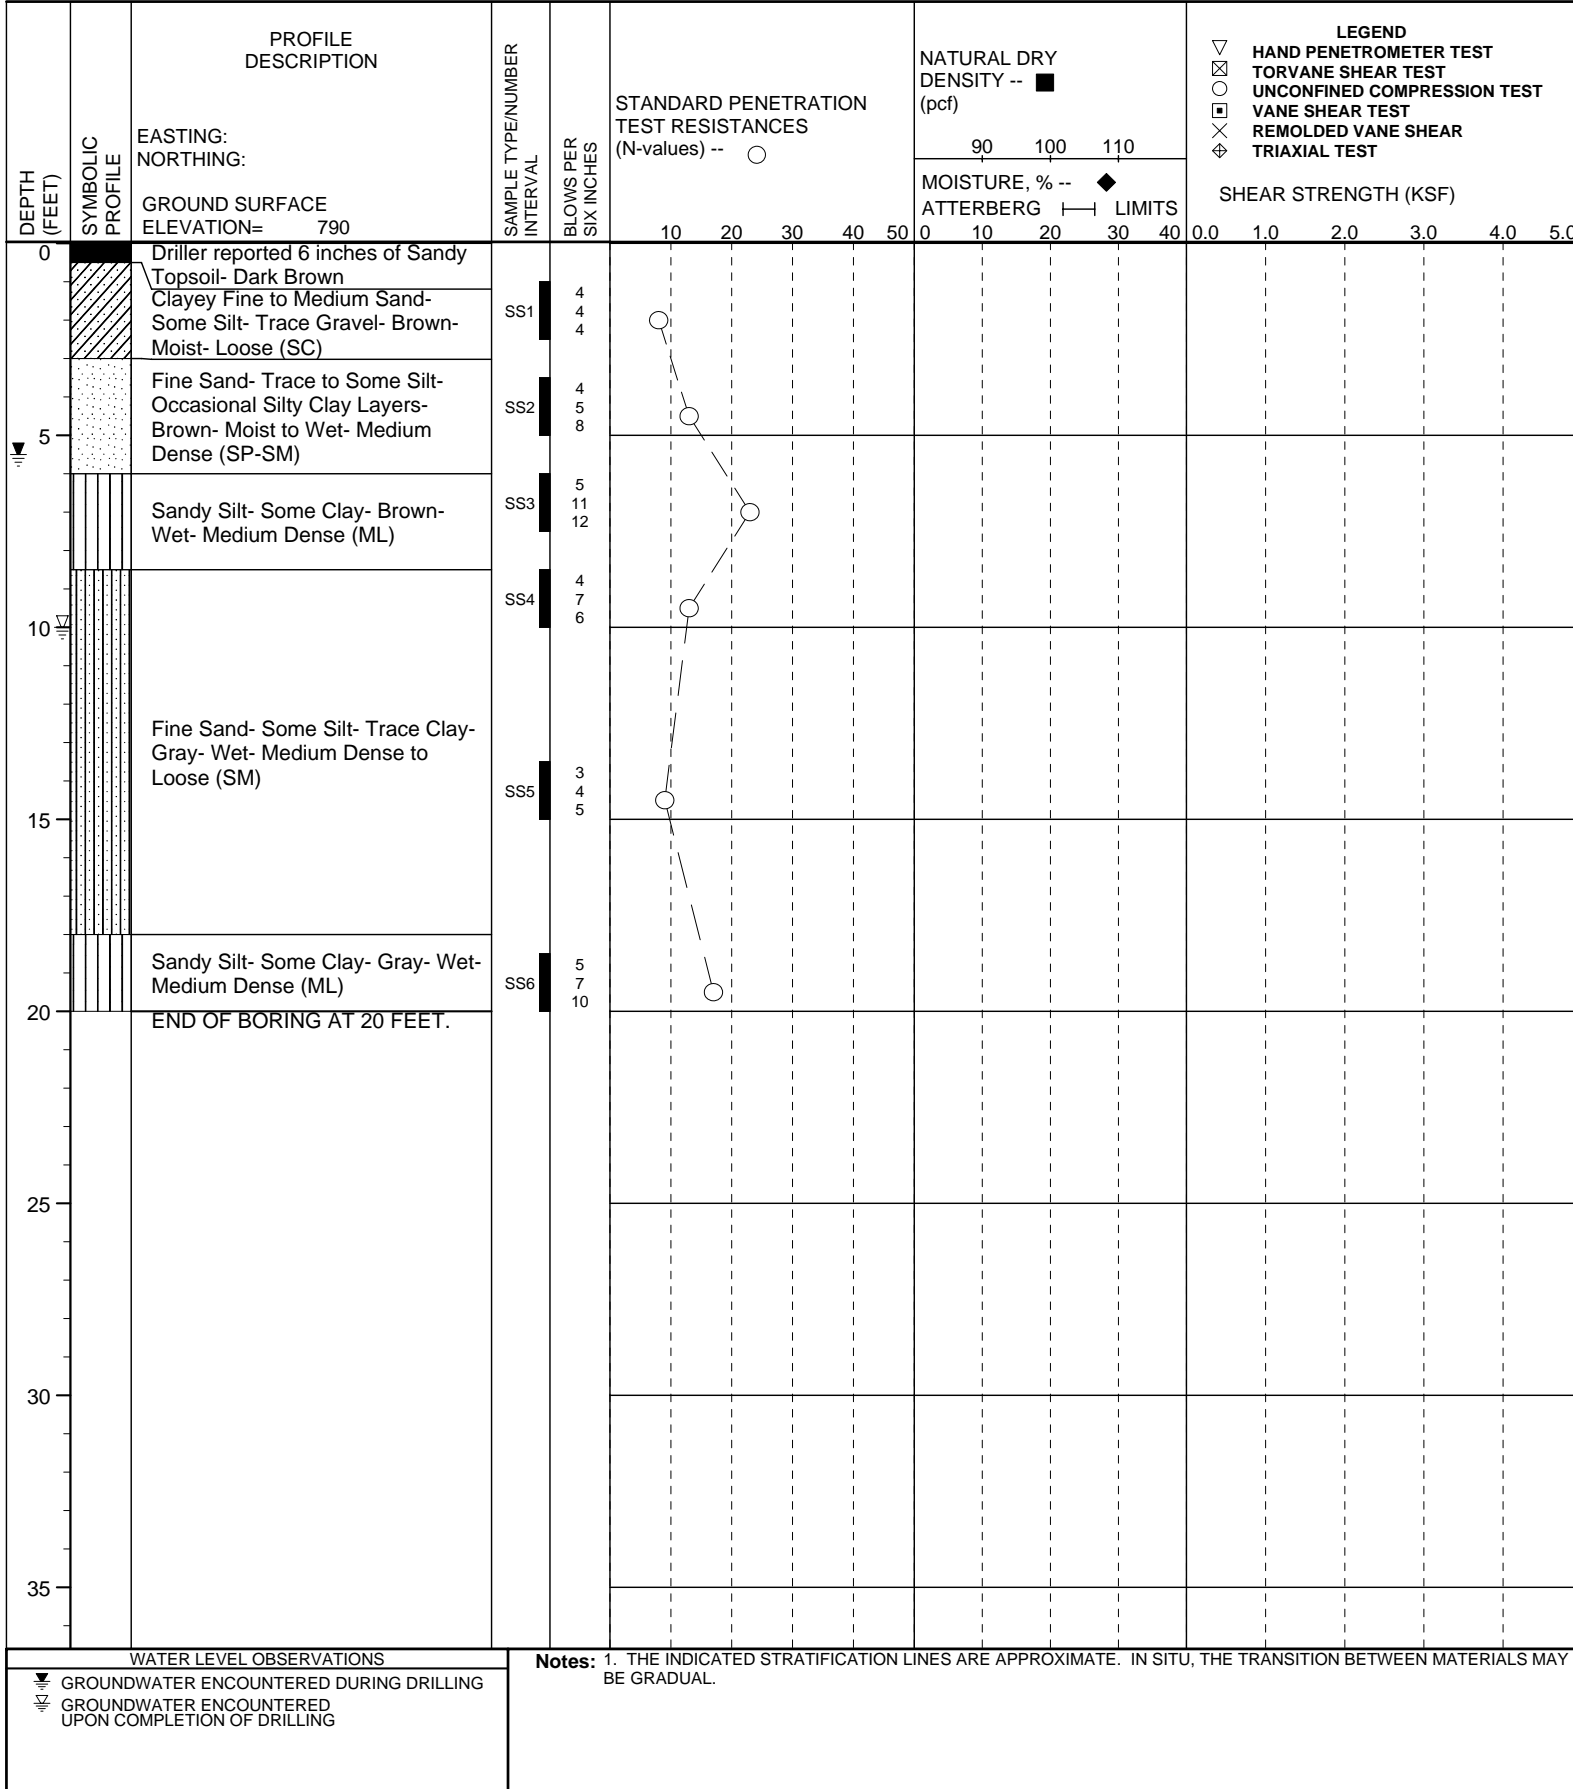 PROFILE
DESCRIPTION
EASTING:
NORTHING:
GROUND SURFACE
ELEVATION= 790
DEPTH
(FEET)
SYMBOLIC
PROFILE
SAMPLE TYPE/NUMBER
INTERVAL
BLOWS PER
SIX INCHES
STANDARD PENETRATION
TEST RESISTANCES
(N-values) --
10 20 30 40 50
NATURAL DRY
DENSITY --
(pcf)
90 100 110
MOISTURE, % --
ATTERBERG LIMITS
0 10 20 30 40
LEGEND
HAND PENETROMETER TEST
TORVANE SHEAR TEST
UNCONFINED COMPRESSION TEST
VANE SHEAR TEST
REMOLDED VANE SHEAR
TRIAXIAL TEST
SHEAR STRENGTH (KSF)
0.0 1.0 2.0 3.0 4.0 5.0
0
Driller reported 6 inches of Sandy
Topsoil- Dark Brown
Clayey Fine to Medium Sand-
Some Silt- Trace Gravel- Brown-
Moist- Loose (SC)
SS1
4
4
4
Fine Sand- Trace to Some Silt-
Occasional Silty Clay Layers-
Brown- Moist to Wet- Medium
Dense (SP-SM)
SS2
4
5
8
5
Sandy Silt- Some Clay- Brown-
Wet- Medium Dense (ML)
SS3
5
11
12
SS4
4
7
6
10
Fine Sand- Some Silt- Trace Clay-
Gray- Wet- Medium Dense to
Loose (SM)
SS5
3
4
5
15
Sandy Silt- Some Clay- Gray- Wet-
Medium Dense (ML)
SS6
5
7
10
20
END OF BORING AT 20 FEET.
25
30
35
WATER LEVEL OBSERVATIONS
GROUNDWATER ENCOUNTERED DURING DRILLING
GROUNDWATER ENCOUNTERED
UPON COMPLETION OF DRILLING
Notes: 1. THE INDICATED STRATIFICATION LINES ARE APPROXIMATE. IN SITU, THE TRANSITION BETWEEN MATERIALS MAY
BE GRADUAL.